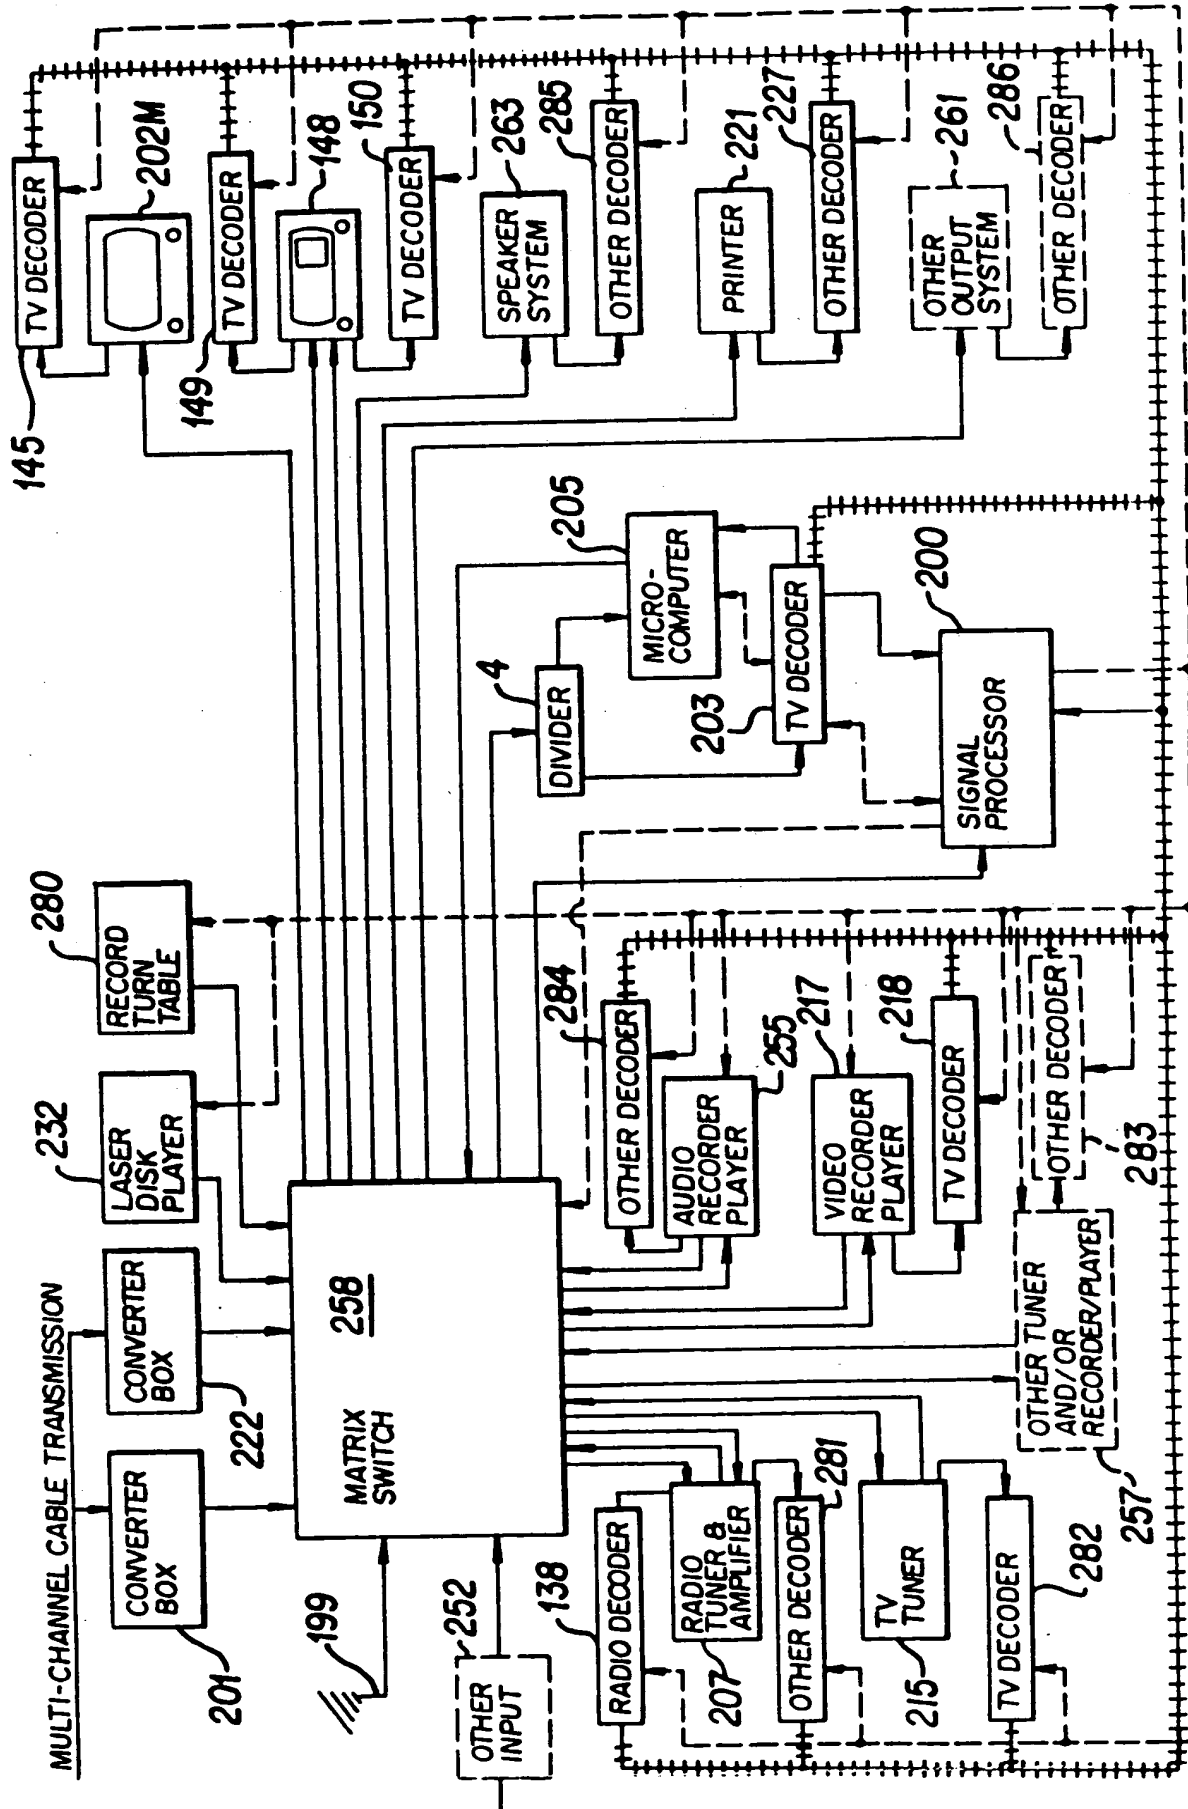 MULTI-CHANNEL CABLE TRANSMISSION
CONVERTER
BOX
201
CONVERTER
BOX
222
LASER
DISK
PLAYER
232
RECORD
TURN
TABLE
280
199
OTHER
INPUT
252
MATRIX
SWITCH
258
145
TV DECODER
202M
149
TV DECODER
148
150
TV DECODER
SPEAKER
SYSTEM
263
OTHER DECODER
285
PRINTER
221
OTHER DECODER
227
OTHER
OUTPUT
SYSTEM
261
OTHER DECODER
286
DIVIDER
4
MICRO-
COMPUTER
205
TV DECODER
203
SIGNAL
PROCESSOR
200
RADIO DECODER
138
RADIO
TUNER &
AMPLIFIER
207
OTHER DECODER
281
TV
TUNER
215
TV DECODER
282
OTHER DECODER
284
AUDIO
RECORDER
PLAYER
255
VIDEO
RECORDER
PLAYER
217
TV DECODER
218
OTHER TUNER
AND/OR
RECORDER/PLAYER
257
OTHER DECODER
283